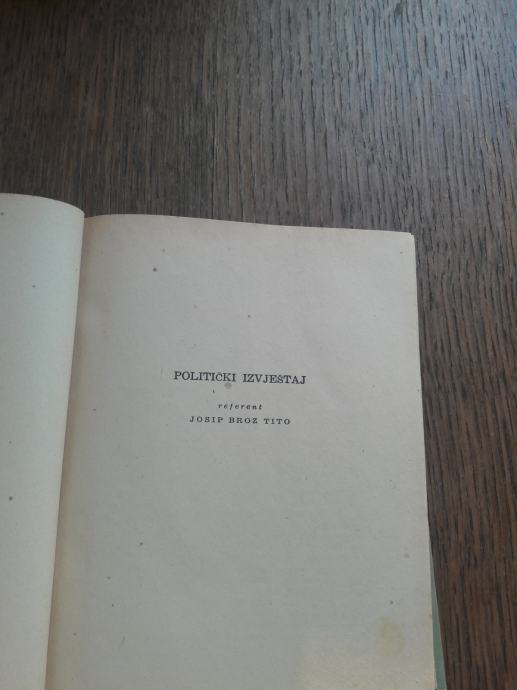 POLITIČKI IZVJEŠTAJ
referent
JOSIP BROZ TITO